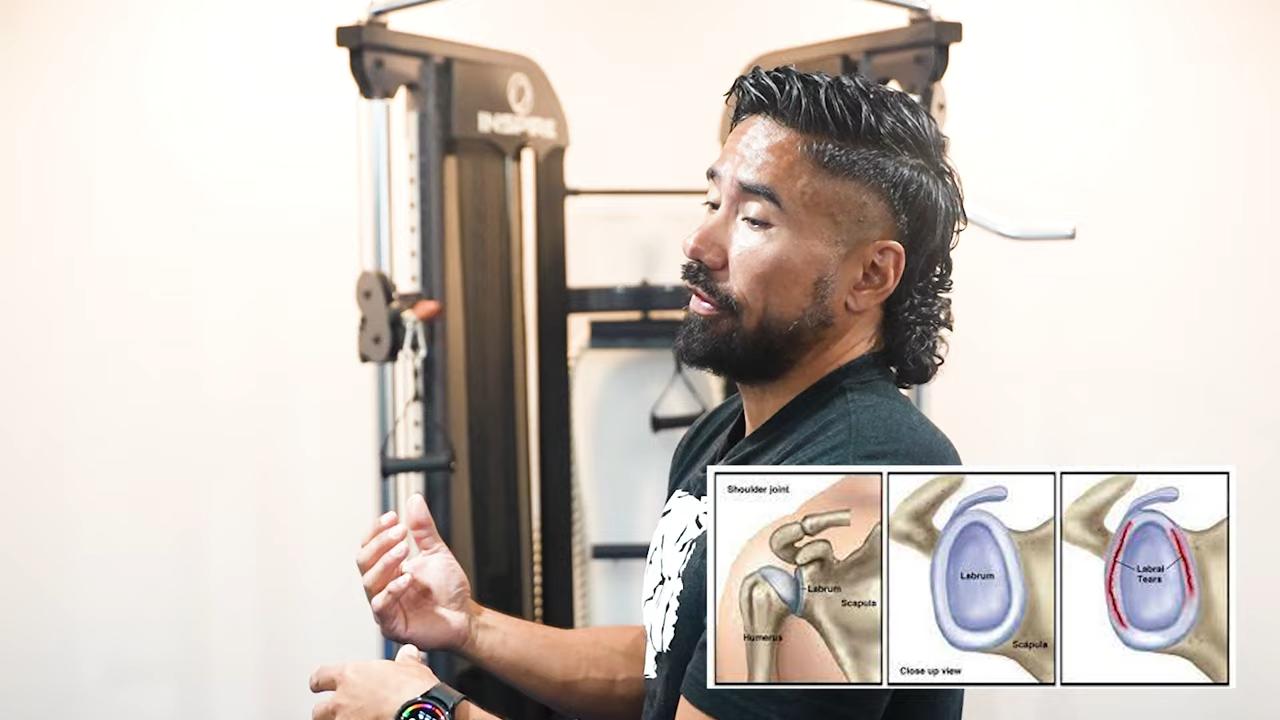 INSPIRE
Shoulder joint
Labrum
Scapula
Humerus
Labrum
Scapula
Close up view
Labral
Tears